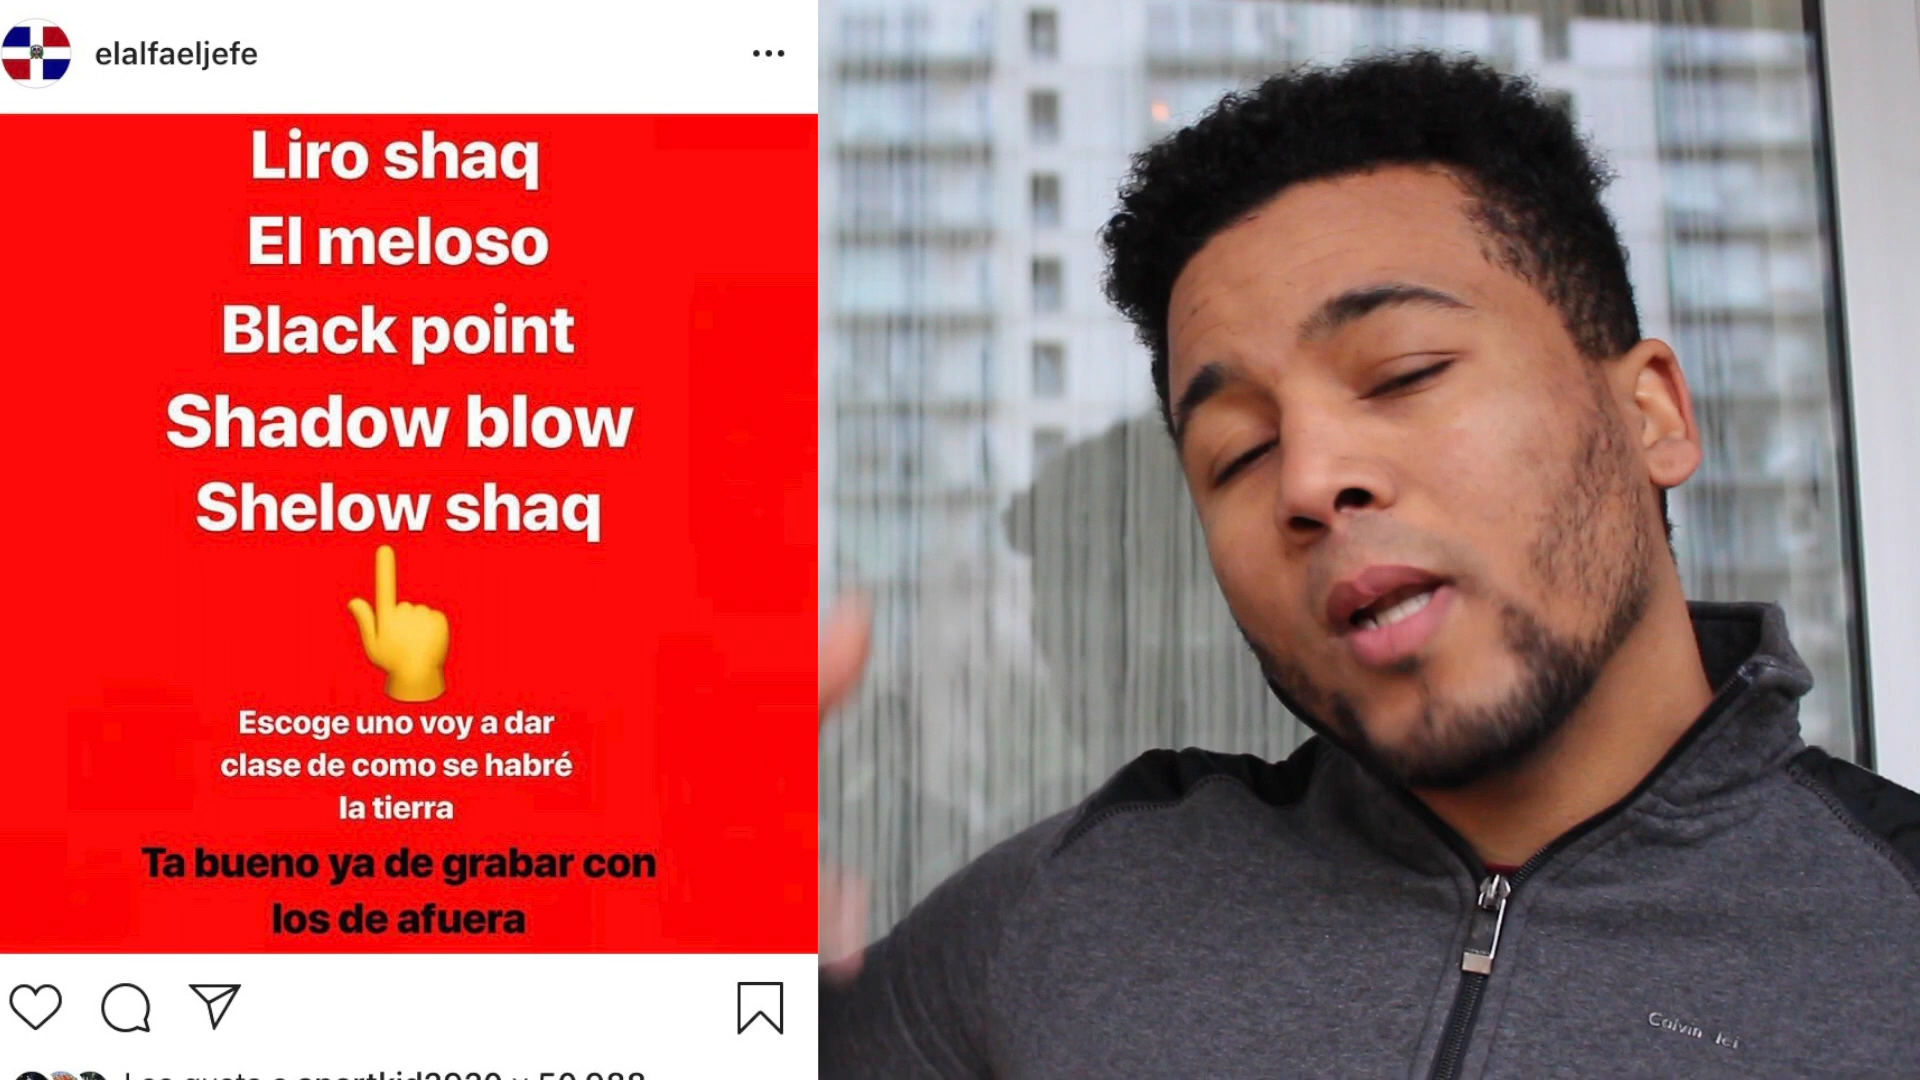 elalfaeljefe
Liro shaq
El meloso
Black point
Shadow blow
Shelow shaq
Escoge uno voy a dar
clase de como se habré
la tierra
Ta bueno ya de grabar con
los de afuera
Calvin